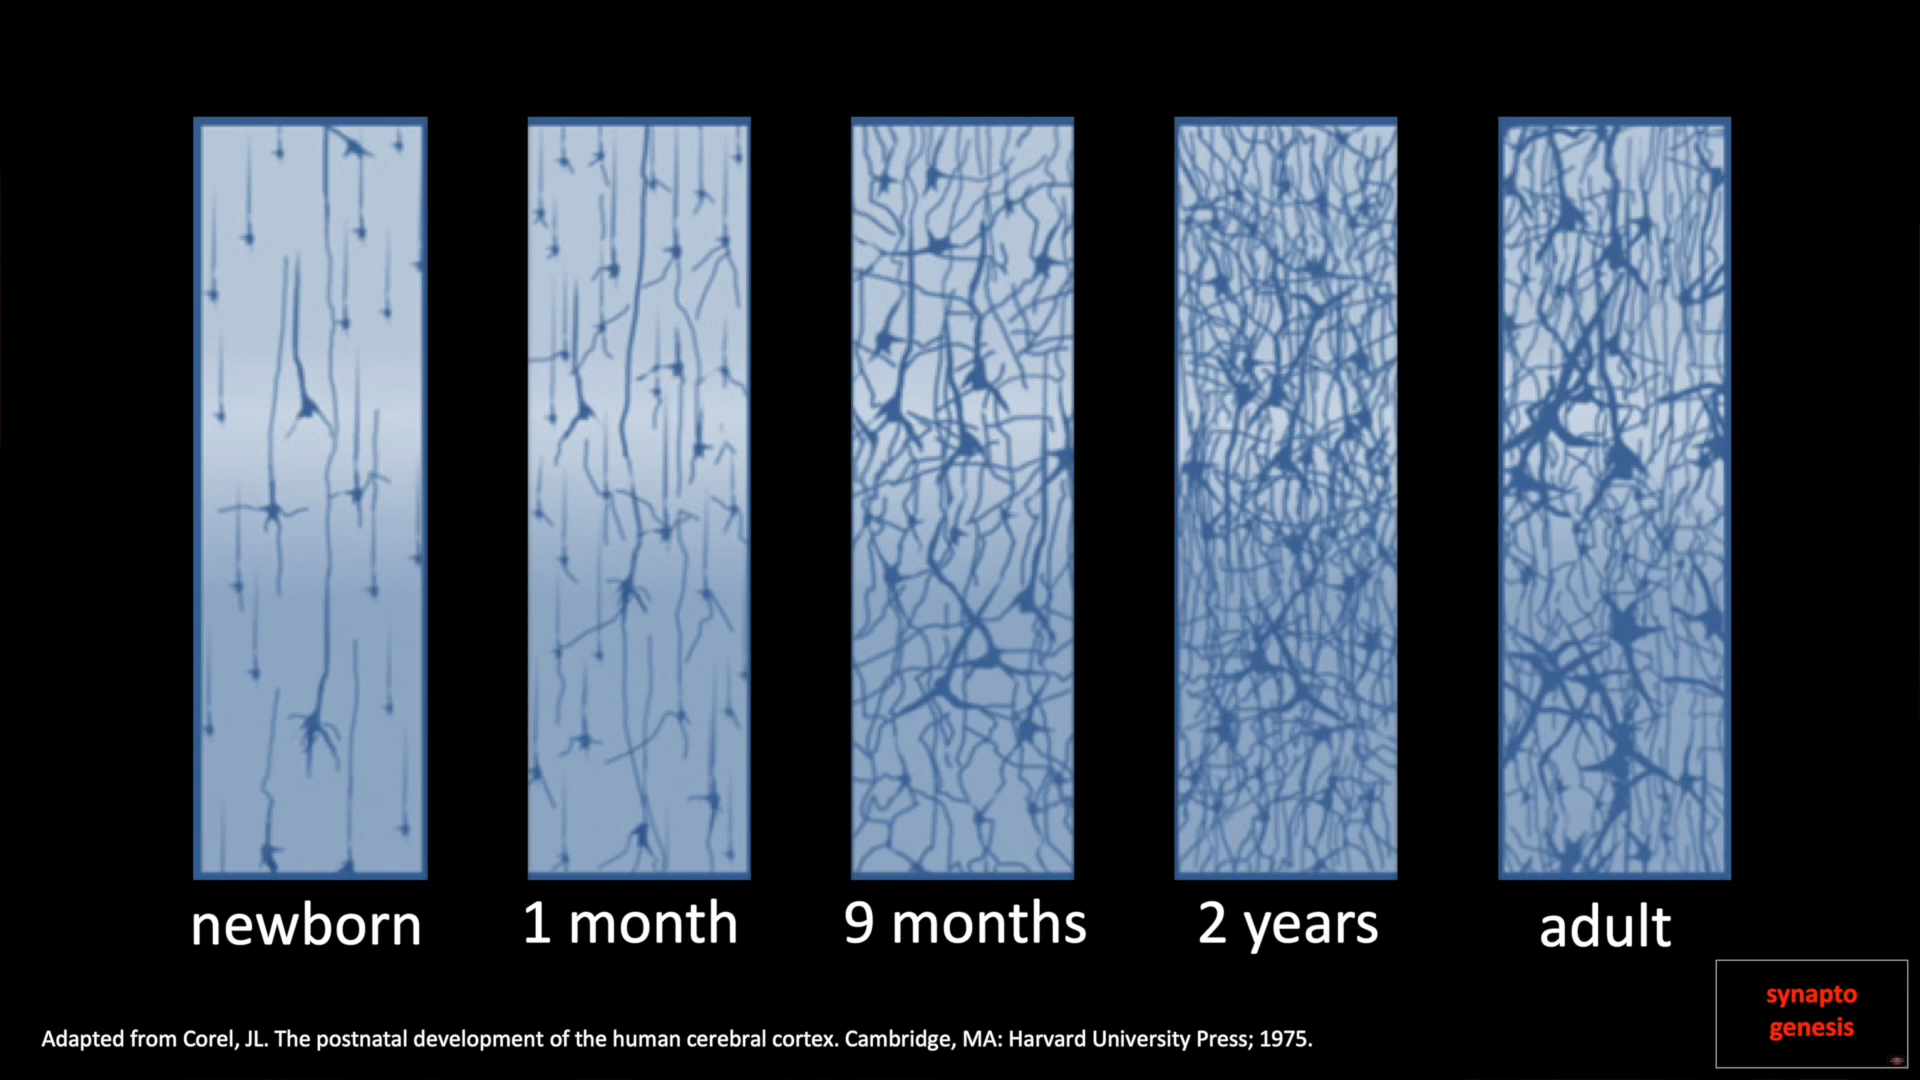 newborn
1 month
9 months
2 years
adult
synapto
genesis
Adapted from Corel, JL. The postnatal development of the human cerebral cortex. Cambridge, MA: Harvard University Press; 1975.